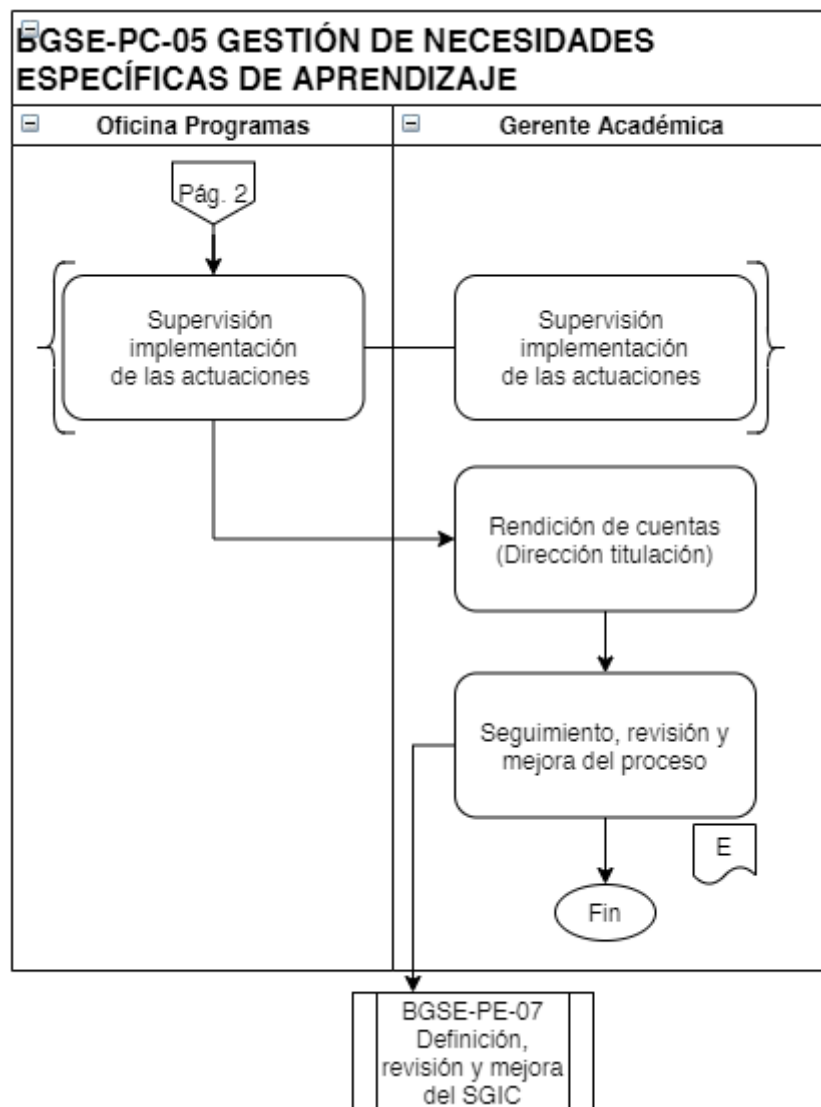 BGSE-PC-05 GESTIÓN DE NECESIDADES
ESPECÍFICAS DE APRENDIZAJE
Oficina Programas
Gerente Académica
Pág. 2
Supervisión
implementación
de las actuaciones
Supervisión
implementación
de las actuaciones
Rendición de cuentas
(Dirección titulación)
Seguimiento, revisión y
mejora del proceso
E
Fin
BGSE-PE-07
Definición,
revisión y mejora
del SGIC